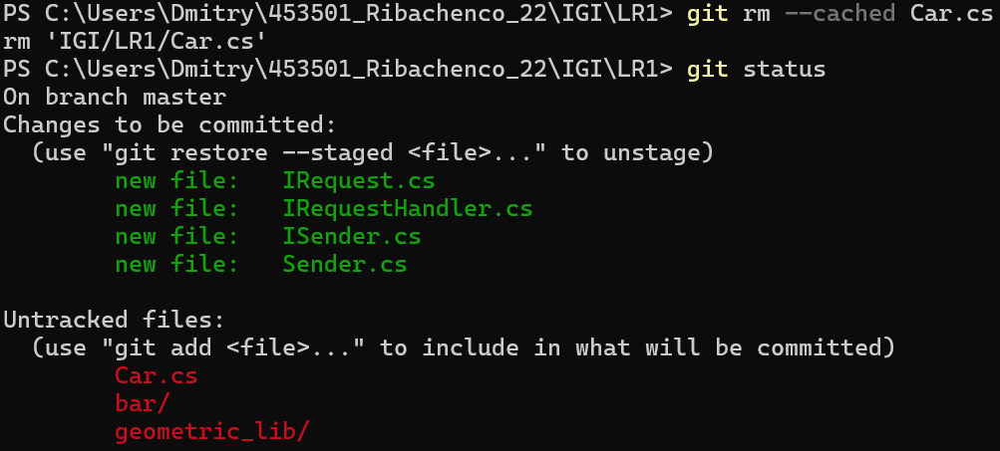 PS C:\Users\Dmitry\453501_Ribachenco_22\IGI\LR1> git rm --cached Car.cs
rm 'IGI/LR1/Car.cs'
PS C:\Users\Dmitry\453501_Ribachenco_22\IGI\LR1> git status
On branch master
Changes to be committed:
  (use "git restore --staged <file>..." to unstage)
        new file:   IRequest.cs
        new file:   IRequestHandler.cs
        new file:   ISender.cs
        new file:   Sender.cs

Untracked files:
  (use "git add <file>..." to include in what will be committed)
        Car.cs
        bar/
        geometric_lib/